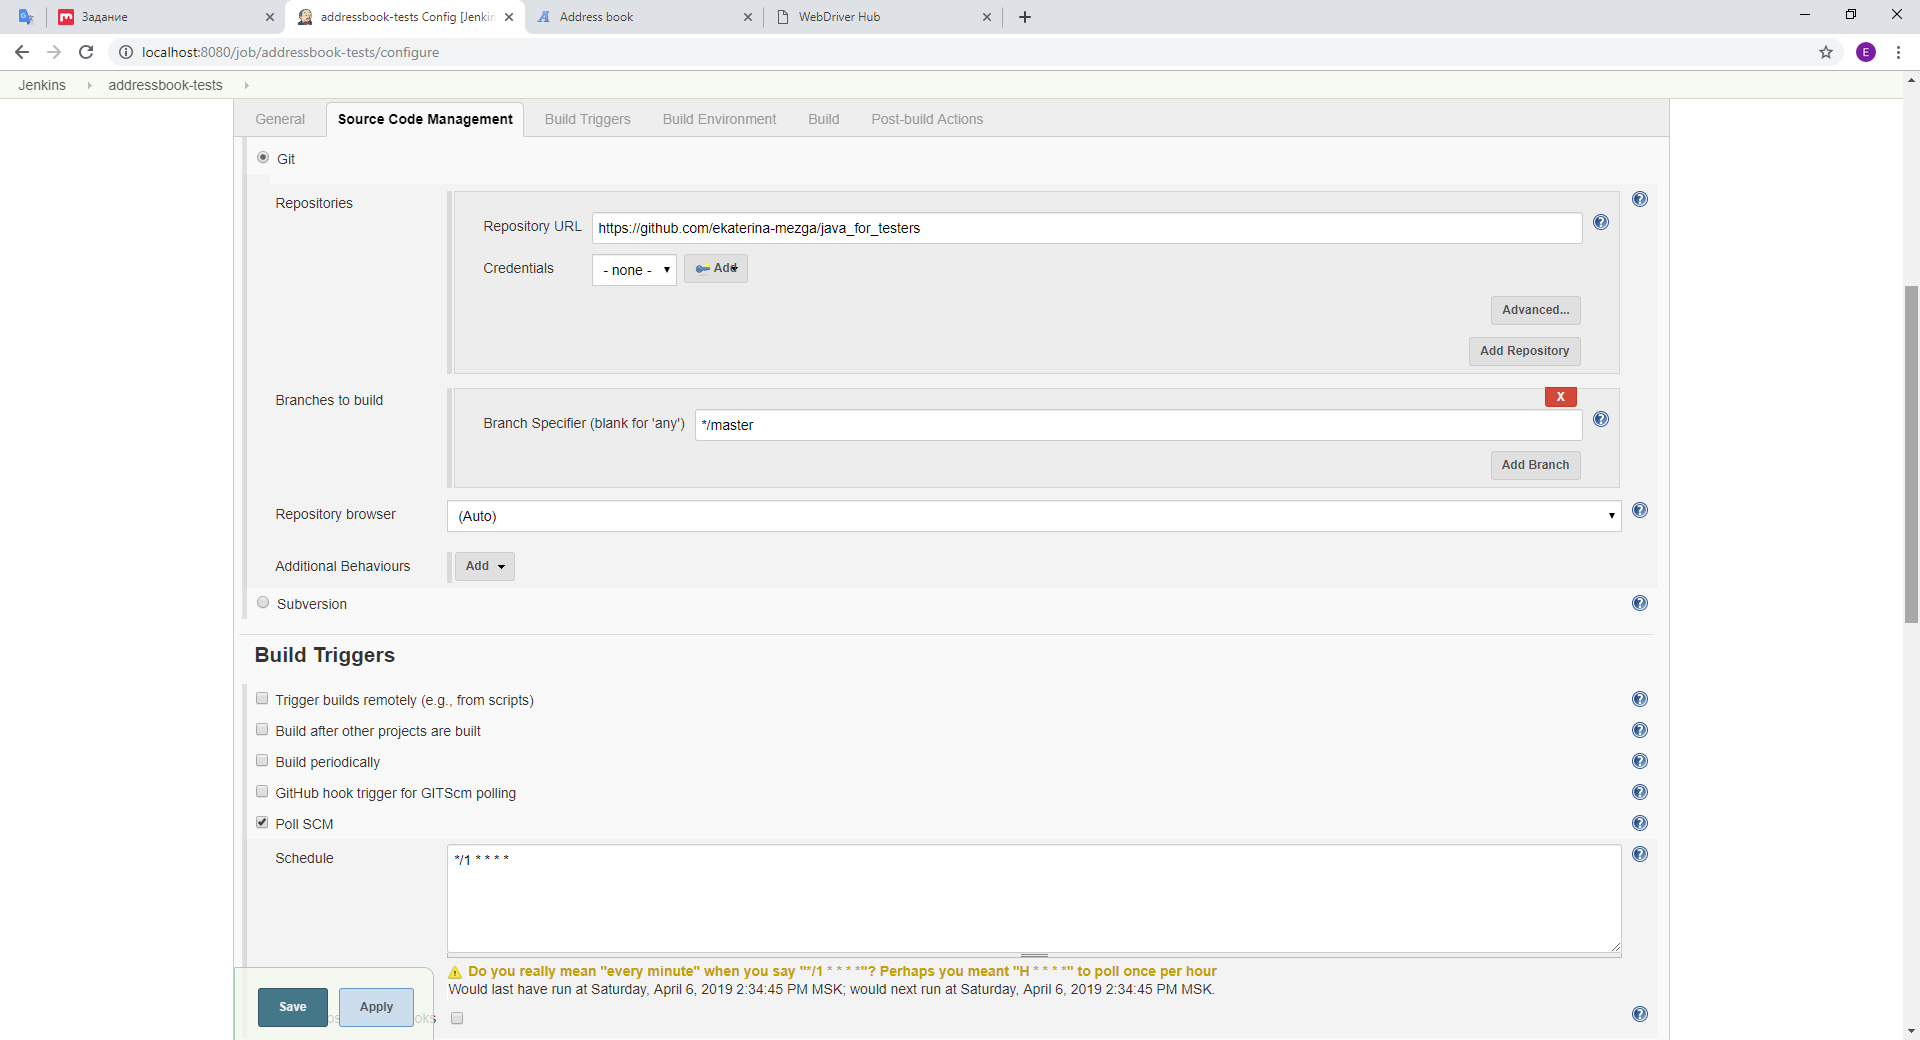 Задание
addressbook-tests Config [Jenkin
Address book
WebDriver Hub
localhost:8080/job/addressbook-tests/configure
E
Jenkins
addressbook-tests
General
Source Code Management
Build Triggers
Build Environment
Build
Post-build Actions
Git
Repositories
Repository URL
https://github.com/ekaterina-mezga/java_for_testers
Credentials
- none -
Add
Advanced...
Add Repository
Branches to build
X
Branch Specifier (blank for 'any')
*/master
Add Branch
Repository browser
(Auto)
Additional Behaviours
Add
Subversion
Build Triggers
Trigger builds remotely (e.g., from scripts)
Build after other projects are built
Build periodically
GitHub hook trigger for GITScm polling
Poll SCM
Schedule
*/1 * * * *
Do you really mean "every minute" when you say "*/1 * * * *"? Perhaps you meant "H * * * *" to poll once per hour
Would last have run at Saturday, April 6, 2019 2:34:45 PM MSK; would next run at Saturday, April 6, 2019 2:34:45 PM MSK.
Save
Apply